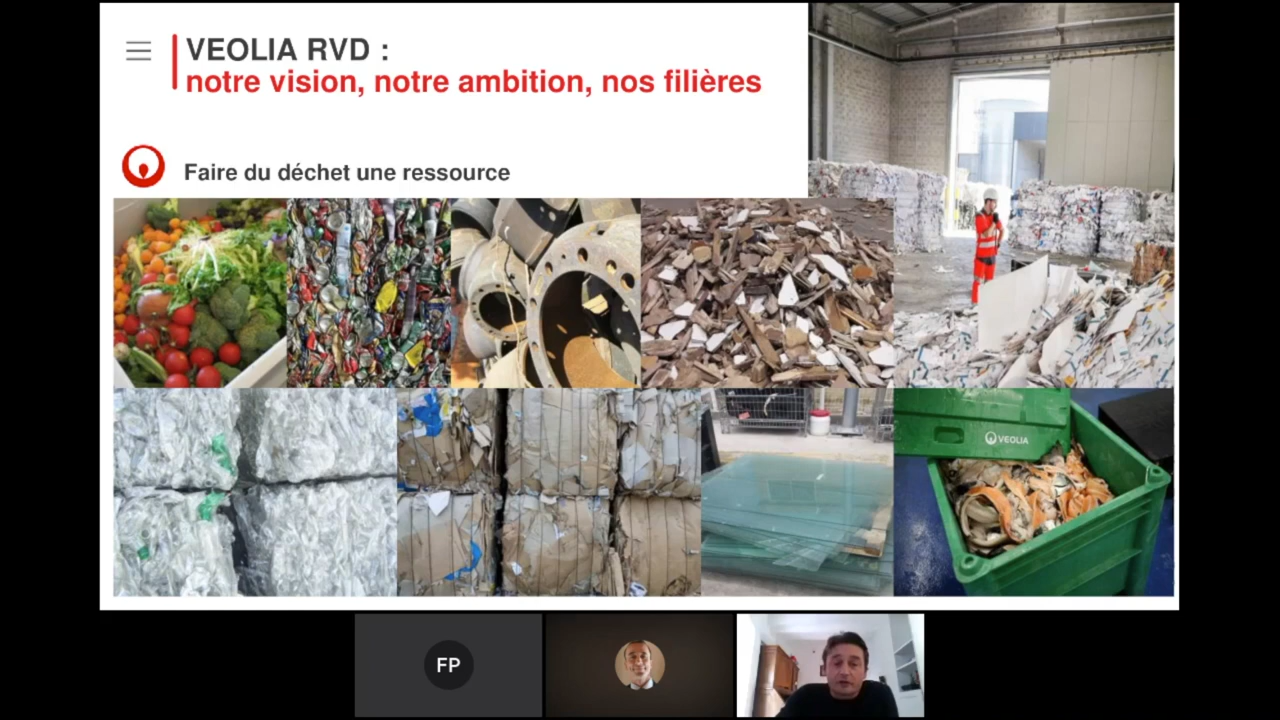 VEOLIA RVD :
notre vision, notre ambition, nos filières
Faire du déchet une ressource
VEOLIA
FP